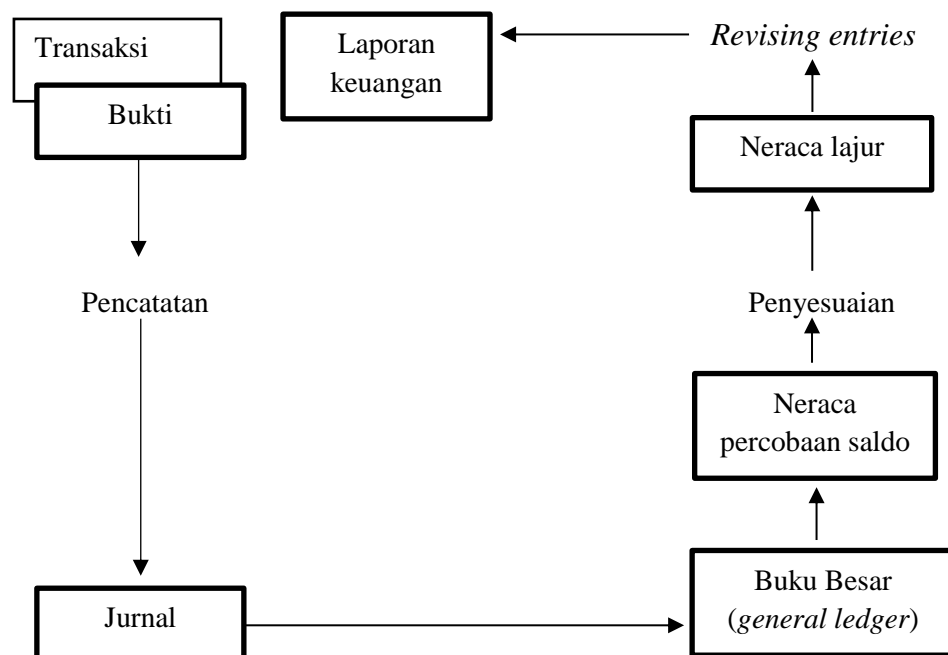 Transaksi
Bukti
Pencatatan
Jurnal
Buku Besar
(general ledger)
Neraca
percobaan saldo
Penyesuaian
Neraca lajur
Revising entries
Laporan
keuangan